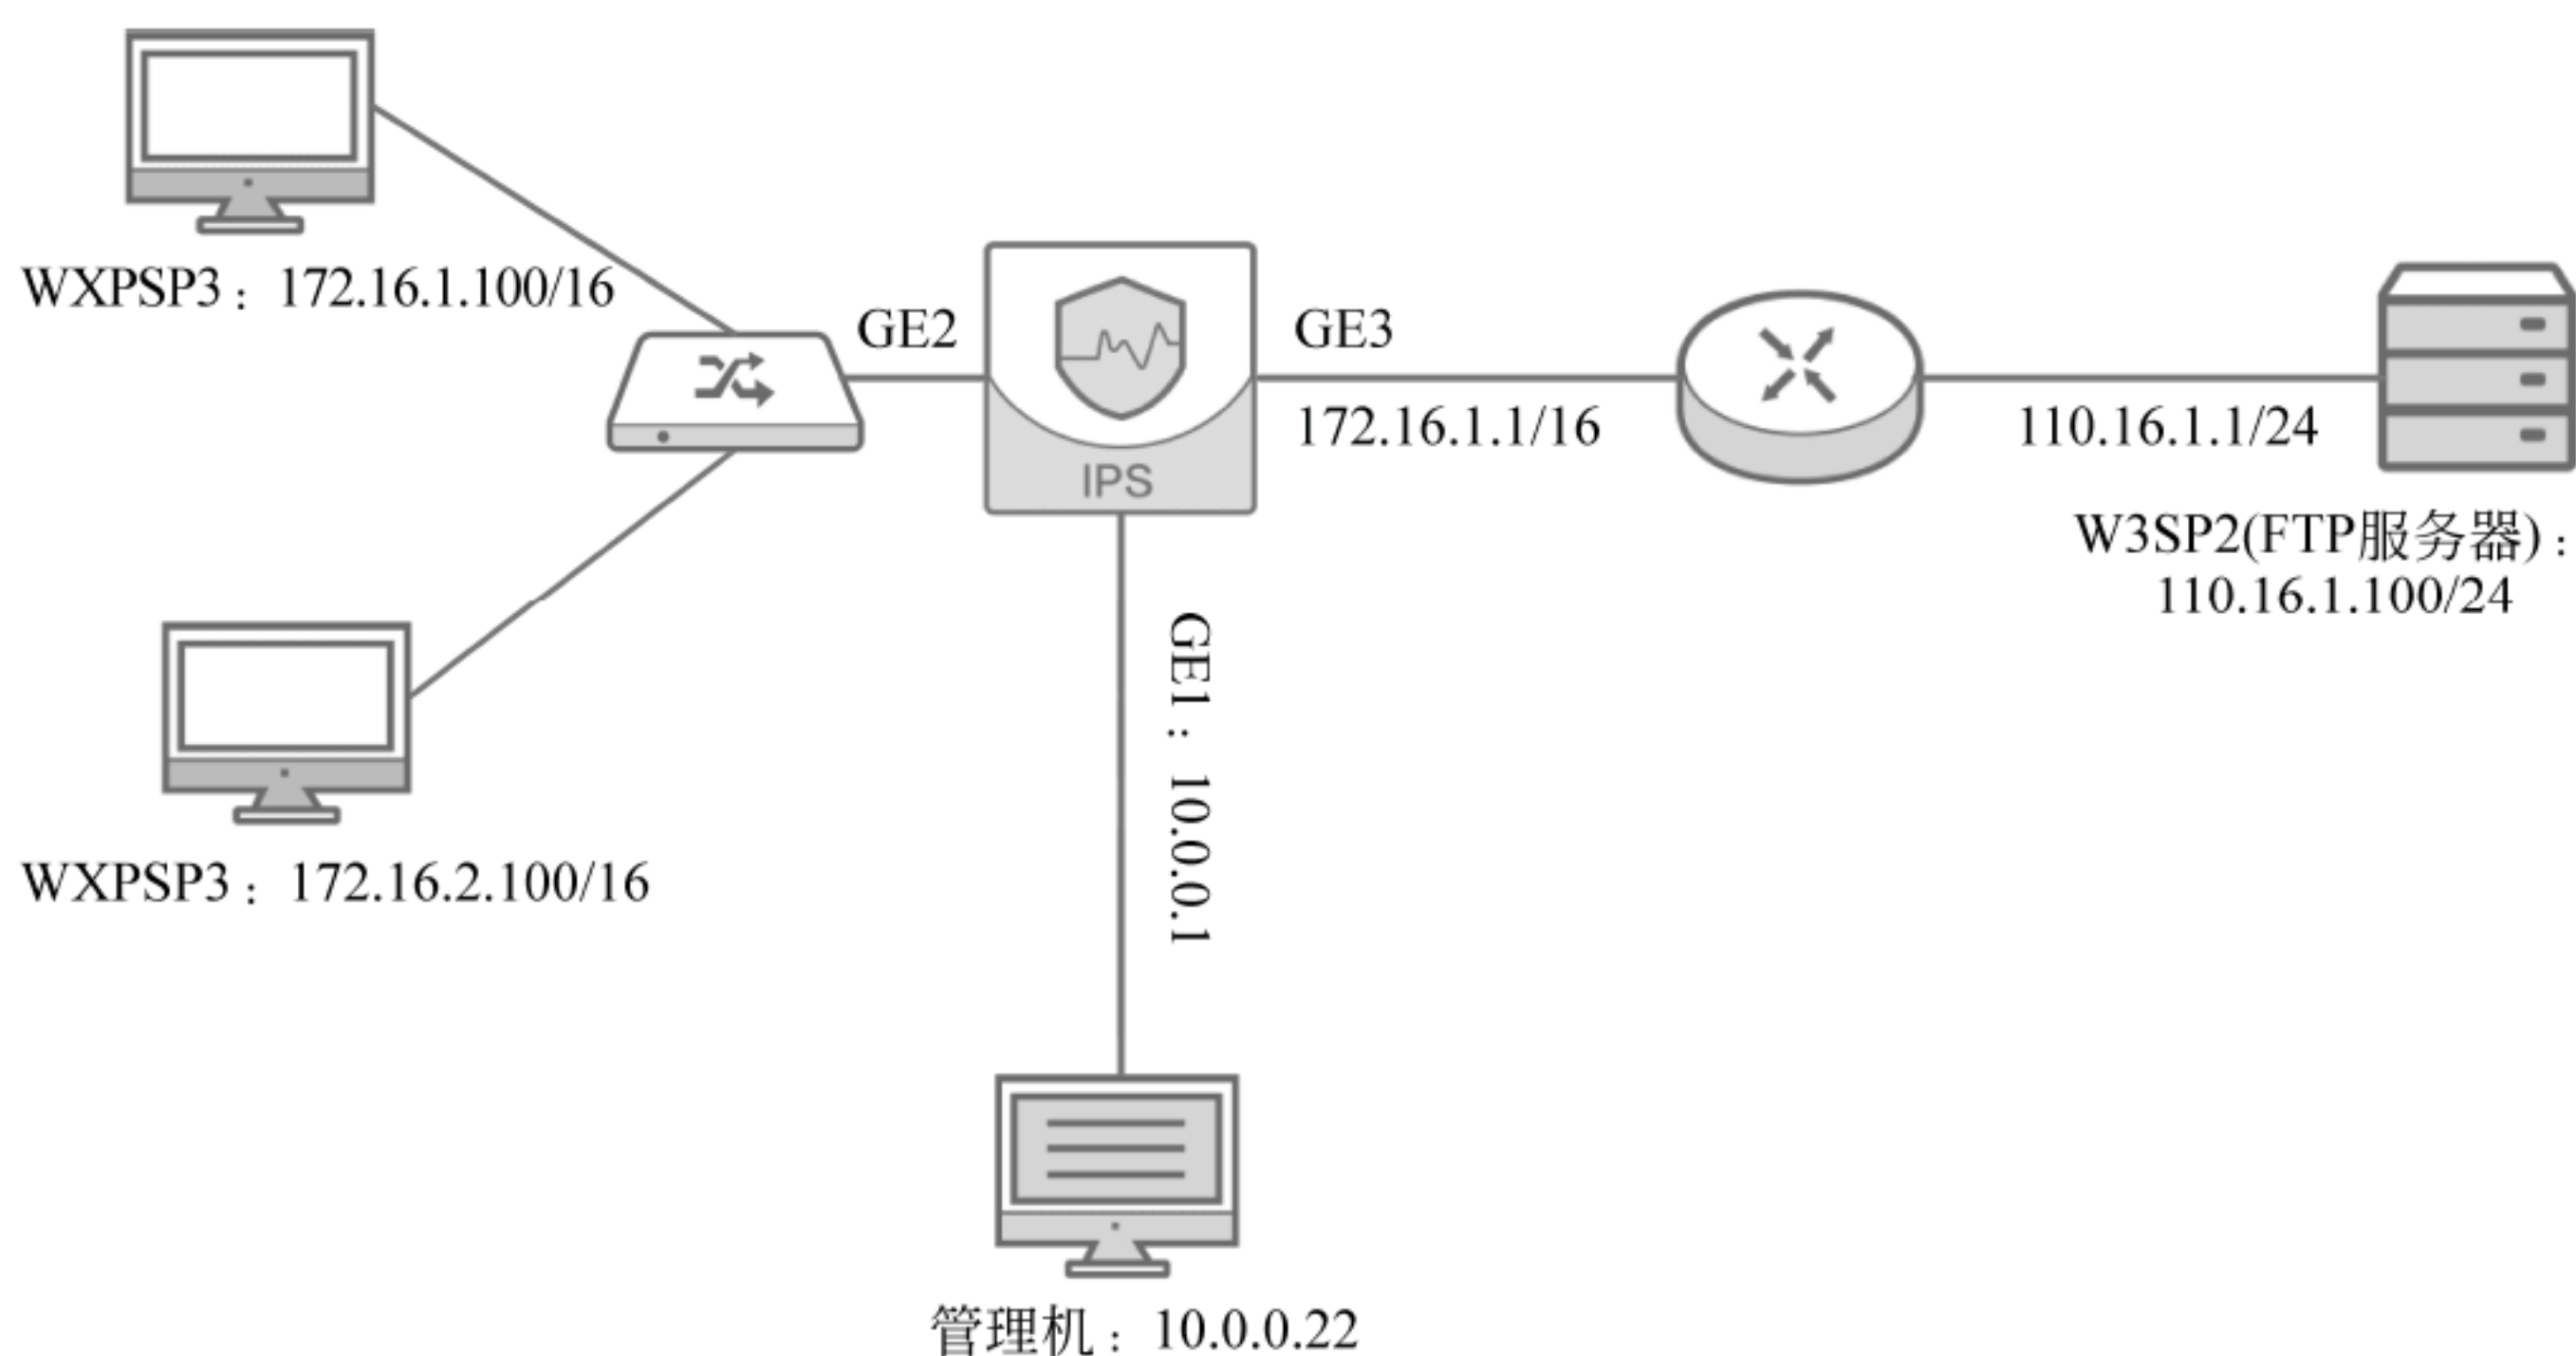 WXPSP3：172.16.1.100/16
GE2
GE3
172.16.1.1/16
110.16.1.1/24
IPS
W3SP2(FTP服务器)：
110.16.1.100/24
GE1：10.0.0.1
WXPSP3：172.16.2.100/16
管理机：10.0.0.22